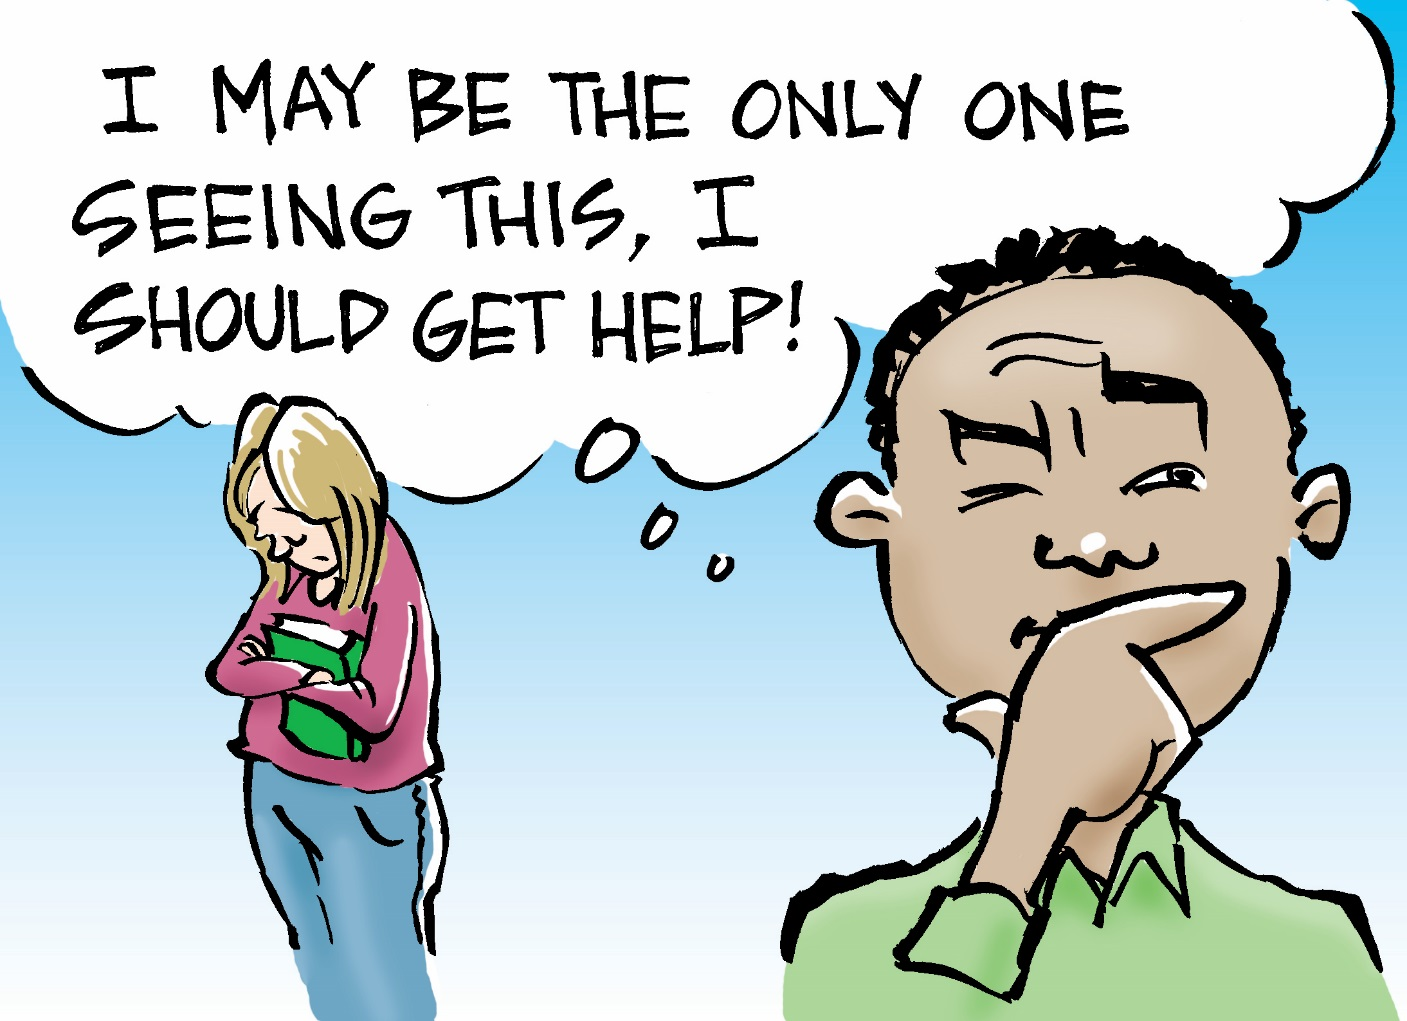 I MAY BE THE ONLY ONE
SEEING THIS, I
SHOULD GET HELP!